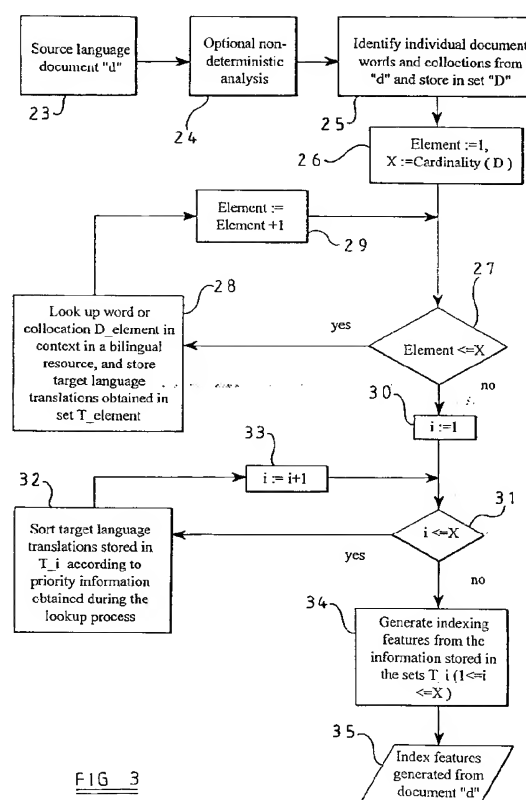 Source language
document "d"
23
Optional non-
deterministic
analysis
24
Identify individual document
words and colloctions from
"d" and store in set "D"
25
Element :=1,
X :=Cardinality ( D )
26
Element :=
Element +1
29
27
Element <=X
yes
no
28
Look up word or
collocation D_element in
context in a bilingual
resource, and store
target language
translations obtained in
set T_element
30
i :=1
33
i := i+1
31
i <=X
yes
no
32
Sort target language
translations stored in
T_i according to
priority information
obtained during the
lookup process
34
Generate indexing
features from the
information stored in
the sets T_i (1<=i
<=X )
35
Index features
generated from
document "d"
FIG 3